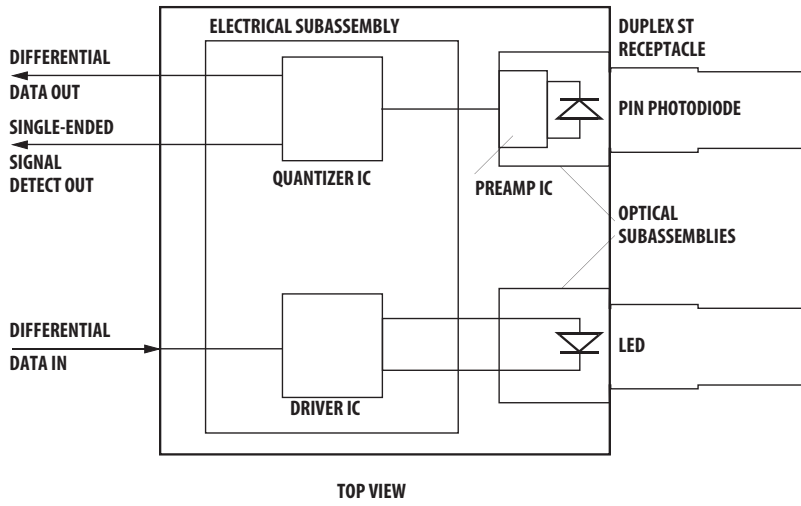 ELECTRICAL SUBASSEMBLY
DUPLEX ST
RECEPTACLE
DIFFERENTIAL
DATA OUT
SINGLE-ENDED
SIGNAL
DETECT OUT
QUANTIZER IC
PREAMP IC
PIN PHOTODIODE
OPTICAL
SUBASSEMBLIES
DIFFERENTIAL
DATA IN
DRIVER IC
LED
TOP VIEW